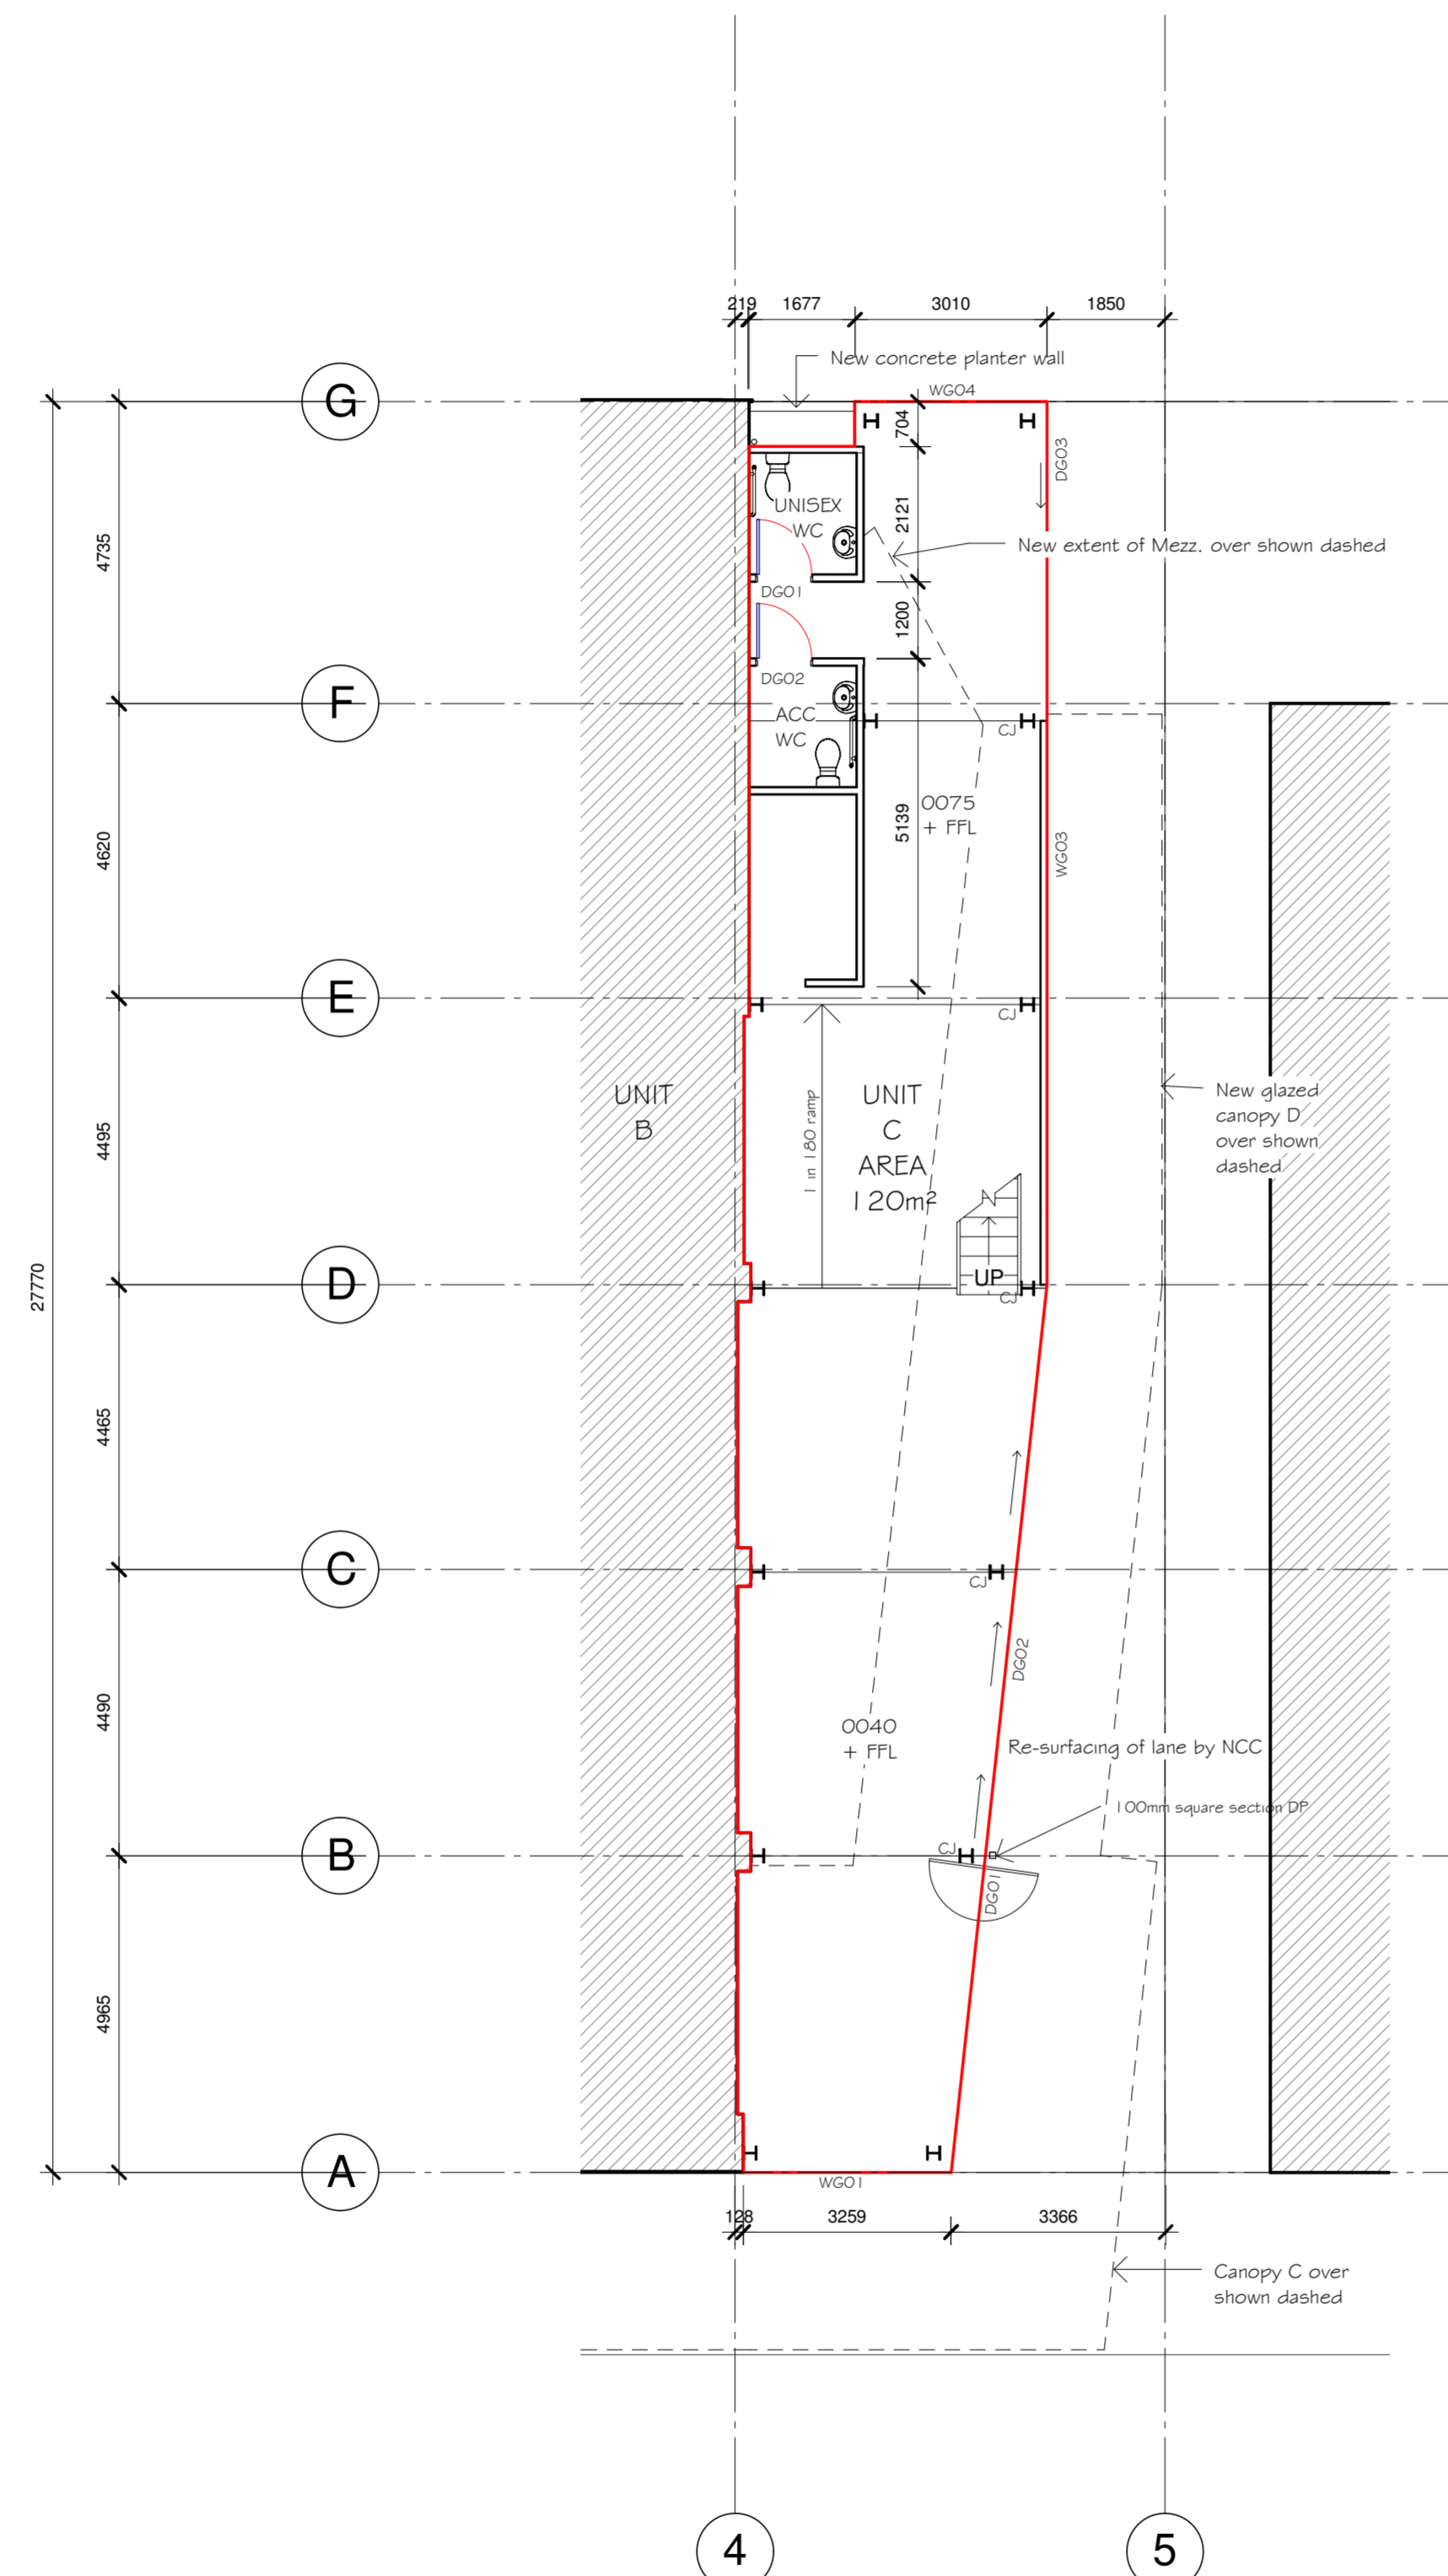 219 1677 3010 1850
New concrete planter wall
WG04
G
704
DG03
UNISEX
WC
2121
New extent of Mezz. over shown dashed
4735
DG01
1200
DG02
F
ACC
WC
CJ
0075
+ FFL
5139
4620
WG03
E
CJ
UNIT
B
1 in 180 ramp
UNIT
C
AREA
120m²
New glazed
canopy D
over shown
dashed
4495
27770
UP
D
CJ
4465
C
CJ
DG02
4490
0040
+ FFL
Re-surfacing of lane by NCC
100mm square section DP
B
CJ
DG01
4965
A
WG01
128 3259 3366
Canopy C over
shown dashed
4 5